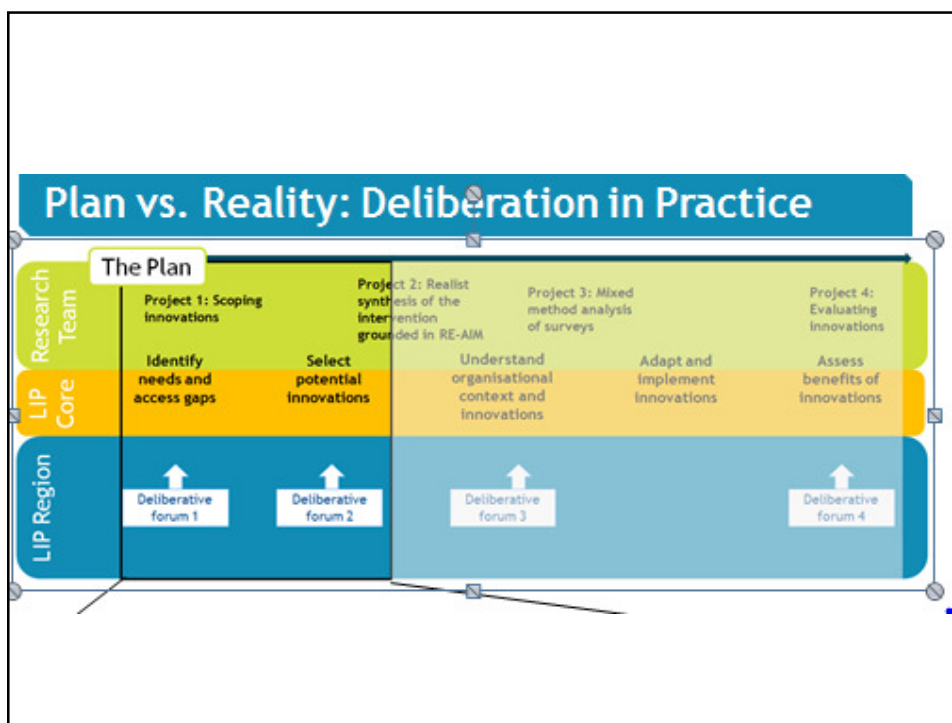 Plan vs. Reality: Deliberation in Practice
The Plan
Research
Team
Project 1: Scoping
innovations
Project 2: Realist
synthesis of the
intervention
grounded in RE-AIM
Project 3: Mixed
method analysis
of surveys
Project 4:
Evaluating
innovations
LIP
Core
Identify
needs and
access gaps
Select
potential
innovations
Understand
organisational
context and
innovations
Adapt and
implement
innovations
Assess
benefits of
innovations
LIP Region
Deliberative
forum 1
Deliberative
forum 2
Deliberative
forum 3
Deliberative
forum 4